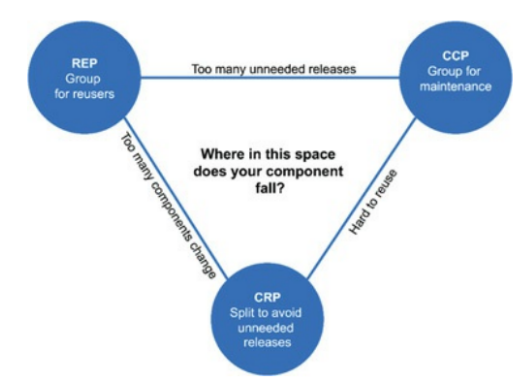 REP
Group
for reusers
Too many unneeded releases
CCP
Group for
maintenance
Too many components change
Where in this space
does your component
fall?
Hard to reuse
CRP
Split to avoid
unneeded
releases